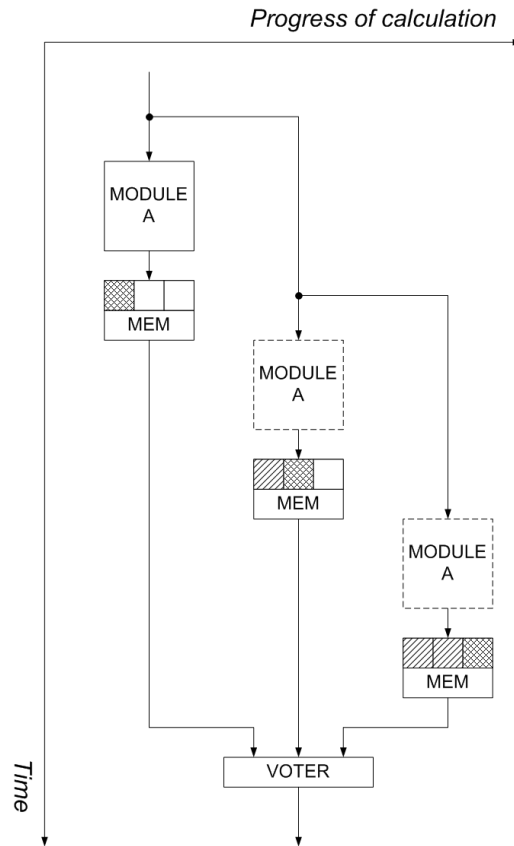 Progress of calculation
MODULE
A
MEM
MODULE
A
MEM
MODULE
A
MEM
VOTER
Time